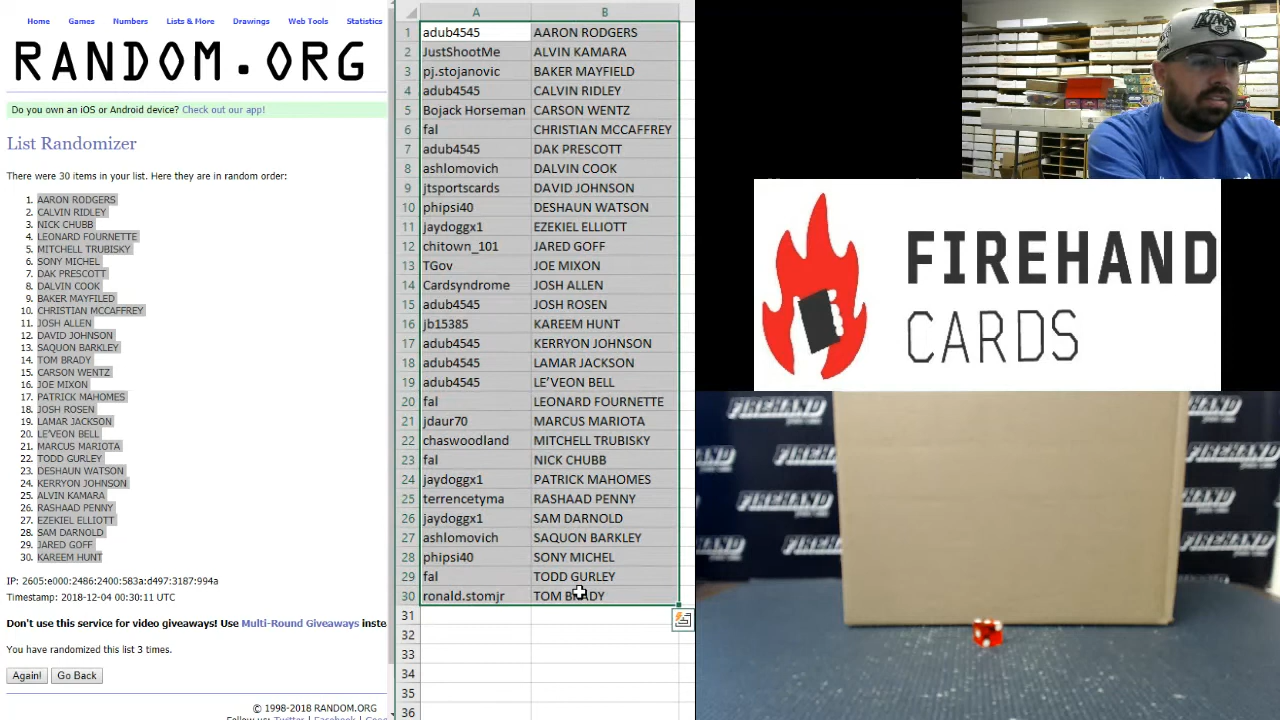 Home Games Numbers Lists & More Drawings Web Tools Statistics
RANDOM.ORG
Do you own an iOS or Android device? Check out our app!
List Randomizer
There were 30 items in your list. Here they are in random order:
1. AARON RODGERS
2. CALVIN RIDLEY
3. NICK CHUBB
4. LEONARD FOURNETTE
5. MITCHELL TRUBISKY
6. SONY MICHEL
7. DAK PRESCOTT
8. DALVIN COOK
9. BAKER MAYFILED
10. CHRISTIAN MCCAFFREY
11. JOSH ALLEN
12. DAVID JOHNSON
13. SAQUON BARKLEY
14. TOM BRADY
15. CARSON WENTZ
16. JOE MIXON
17. PATRICK MAHOMES
18. JOSH ROSEN
19. LAMAR JACKSON
20. LE'VEON BELL
21. MARCUS MARIOTA
22. TODD GURLEY
23. DESHAUN WATSON
24. KERRYON JOHNSON
25. ALVIN KAMARA
26. RASHAAD PENNY
27. EZEKIEL ELLIOTT
28. SAM DARNOLD
29. JARED GOFF
30. KAREEM HUNT
IP: 2605:e000:2486:2400:583a:d497:3187:994a
Timestamp: 2018-12-04 00:30:11 UTC
Don't use this service for video giveaways! Use Multi-Round Giveaways inste
You have randomized this list 3 times.
Again! Go Back
© 1998-2018 RANDOM.ORG
Follow us: Twitter | Facebook | Goog
A B
1 adub4545 AARON RODGERS
2 JustShootMe ALVIN KAMARA
3 pj.stojanovic BAKER MAYFIELD
4 adub4545 CALVIN RIDLEY
5 Bojack Horseman CARSON WENTZ
6 fal CHRISTIAN MCCAFFREY
7 adub4545 DAK PRESCOTT
8 ashlomovich DALVIN COOK
9 jtsportscards DAVID JOHNSON
10 phipsi40 DESHAUN WATSON
11 jaydoggx1 EZEKIEL ELLIOTT
12 chitown_101 JARED GOFF
13 TGov JOE MIXON
14 Cardsyndrome JOSH ALLEN
15 adub4545 JOSH ROSEN
16 jb15385 KAREEM HUNT
17 adub4545 KERRYON JOHNSON
18 adub4545 LAMAR JACKSON
19 adub4545 LE'VEON BELL
20 fal LEONARD FOURNETTE
21 jdaur70 MARCUS MARIOTA
22 chaswoodland MITCHELL TRUBISKY
23 fal NICK CHUBB
24 jaydoggx1 PATRICK MAHOMES
25 terrencetyma RASHAAD PENNY
26 jaydoggx1 SAM DARNOLD
27 ashlomovich SAQUON BARKLEY
28 phipsi40 SONY MICHEL
29 fal TODD GURLEY
30 ronald.stomjr TOM BRADY
31
32
33
34
35
36
KINGS
FIREHAND
CARDS
FIREHAND
FIREHAND
FIREHAND
FIREHAND